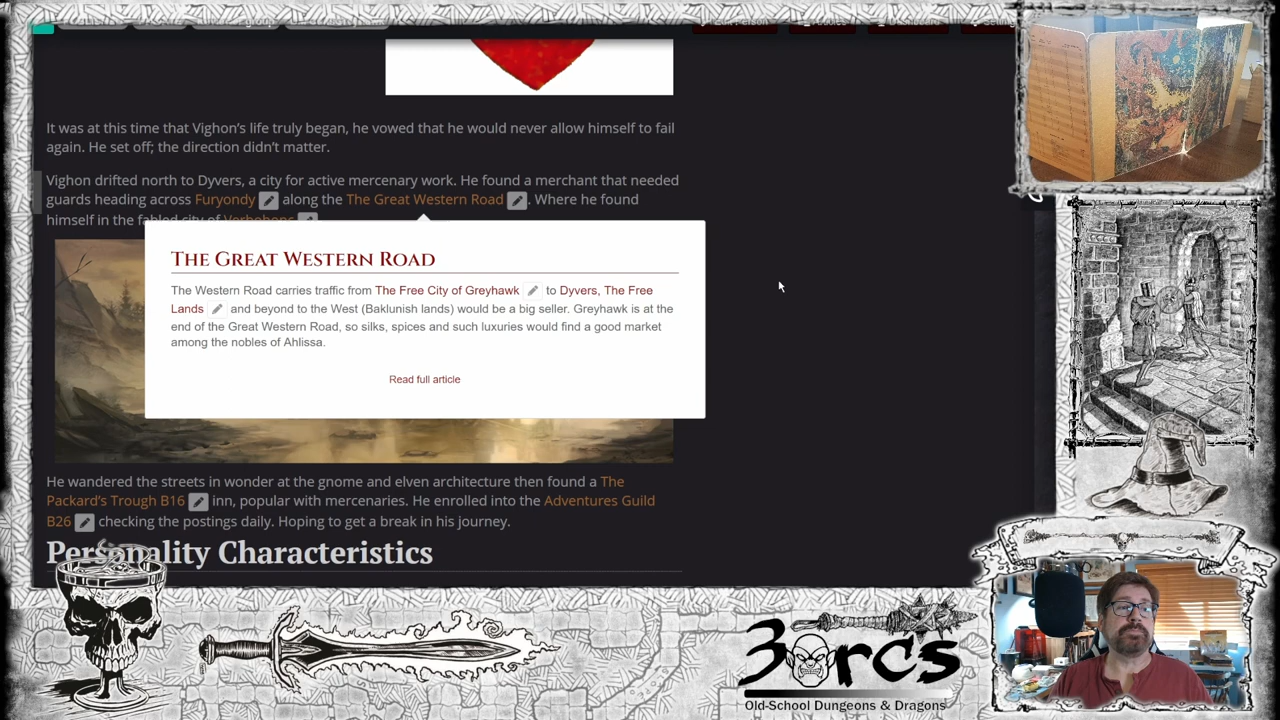 It was at this time that Vighon's life truly began, he vowed that he would never allow himself to fail
again. He set off; the direction didn't matter.
Vighon drifted north to Dyvers, a city for active mercenary work. He found a merchant that needed
guards heading across Furyondy along the The Great Western Road. Where he found
himself in the fabled city of Verbobonc
The Great Western Road
The Western Road carries traffic from The Free City of Greyhawk to Dyvers, The Free
Lands and beyond to the West (Baklunish lands) would be a big seller. Greyhawk is at the
end of the Great Western Road, so silks, spices and such luxuries would find a good market
among the nobles of Ahlissa.
Read full article
He wandered the streets in wonder at the gnome and elven architecture then found a The
Packard's Trough B16 inn, popular with mercenaries. He enrolled into the Adventures Guild
B26 checking the postings daily. Hoping to get a break in his journey.
Personality Characteristics
3 orcs
Old-School Dungeons & Dragons